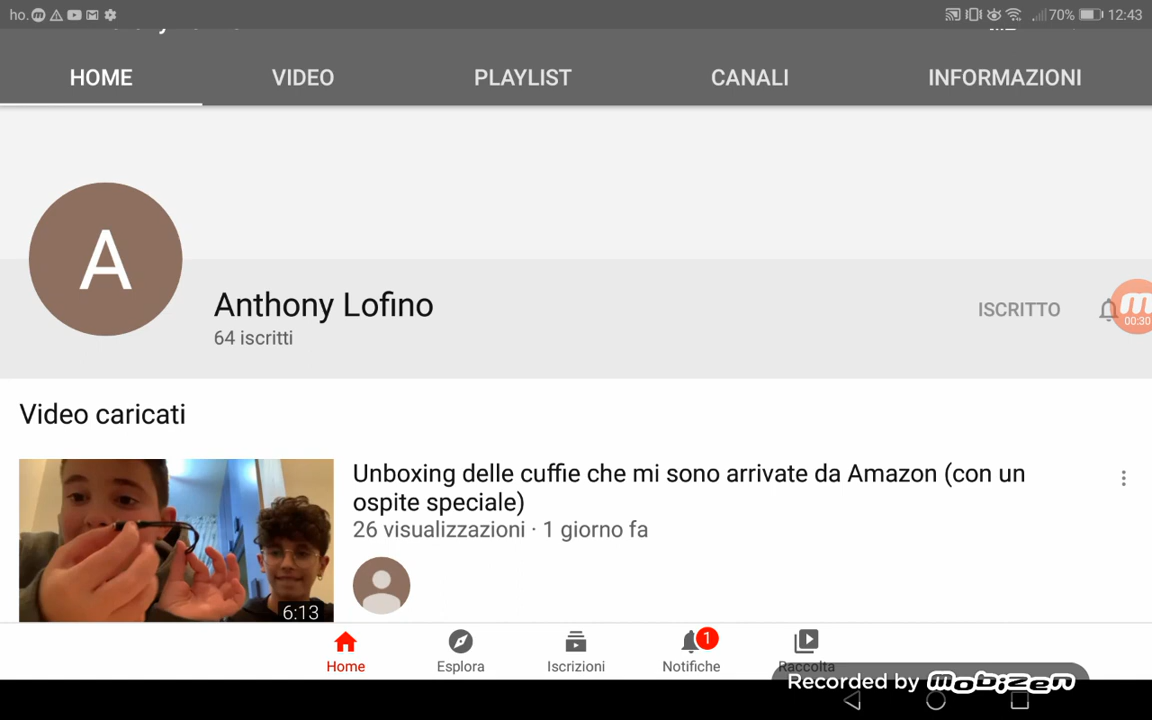 ho. 70% 12:43
HOME VIDEO PLAYLIST CANALI INFORMAZIONI
A
Anthony Lofino
64 iscritti
ISCRITTO
00:30
Video caricati
Unboxing delle cuffie che mi sono arrivate da Amazon (con un
ospite speciale)
26 visualizzazioni · 1 giorno fa
6:13
1
Home Esplora Iscrizioni Notifiche Raccolta
Recorded by mobizen